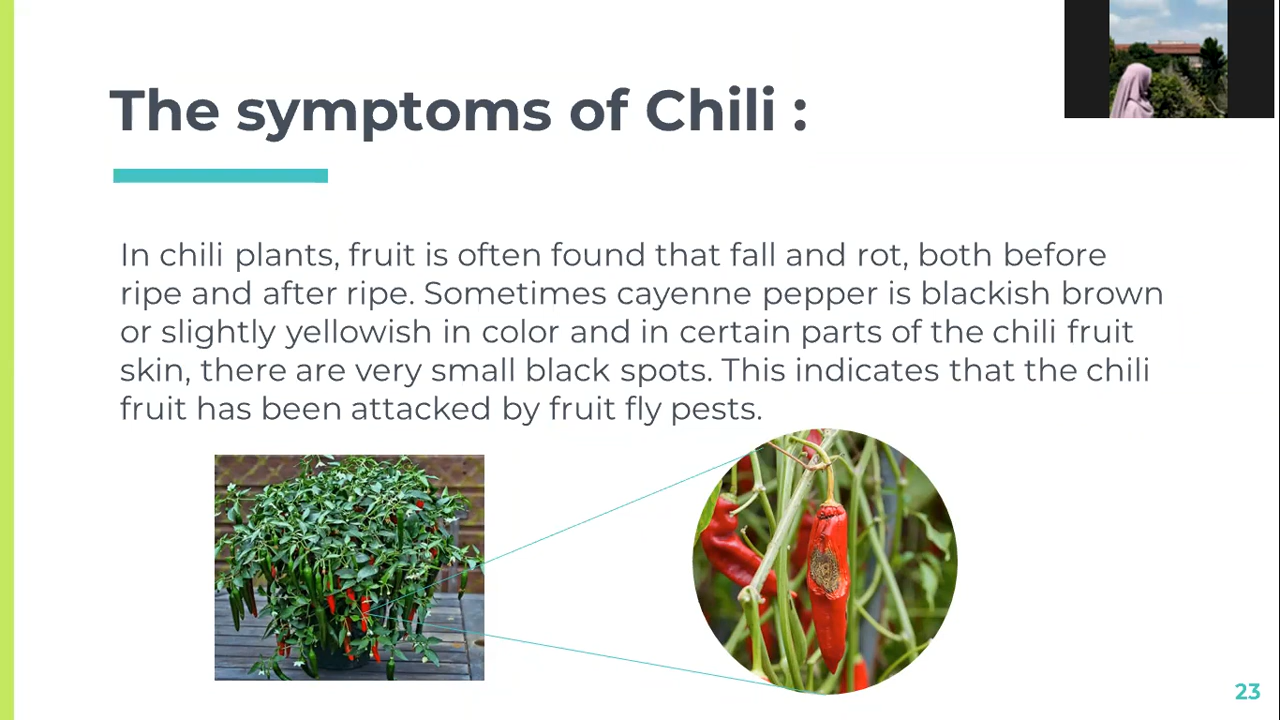 The symptoms of Chili :
In chili plants, fruit is often found that fall and rot, both before
ripe and after ripe. Sometimes cayenne pepper is blackish brown
or slightly yellowish in color and in certain parts of the chili fruit
skin, there are very small black spots. This indicates that the chili
fruit has been attacked by fruit fly pests.
23